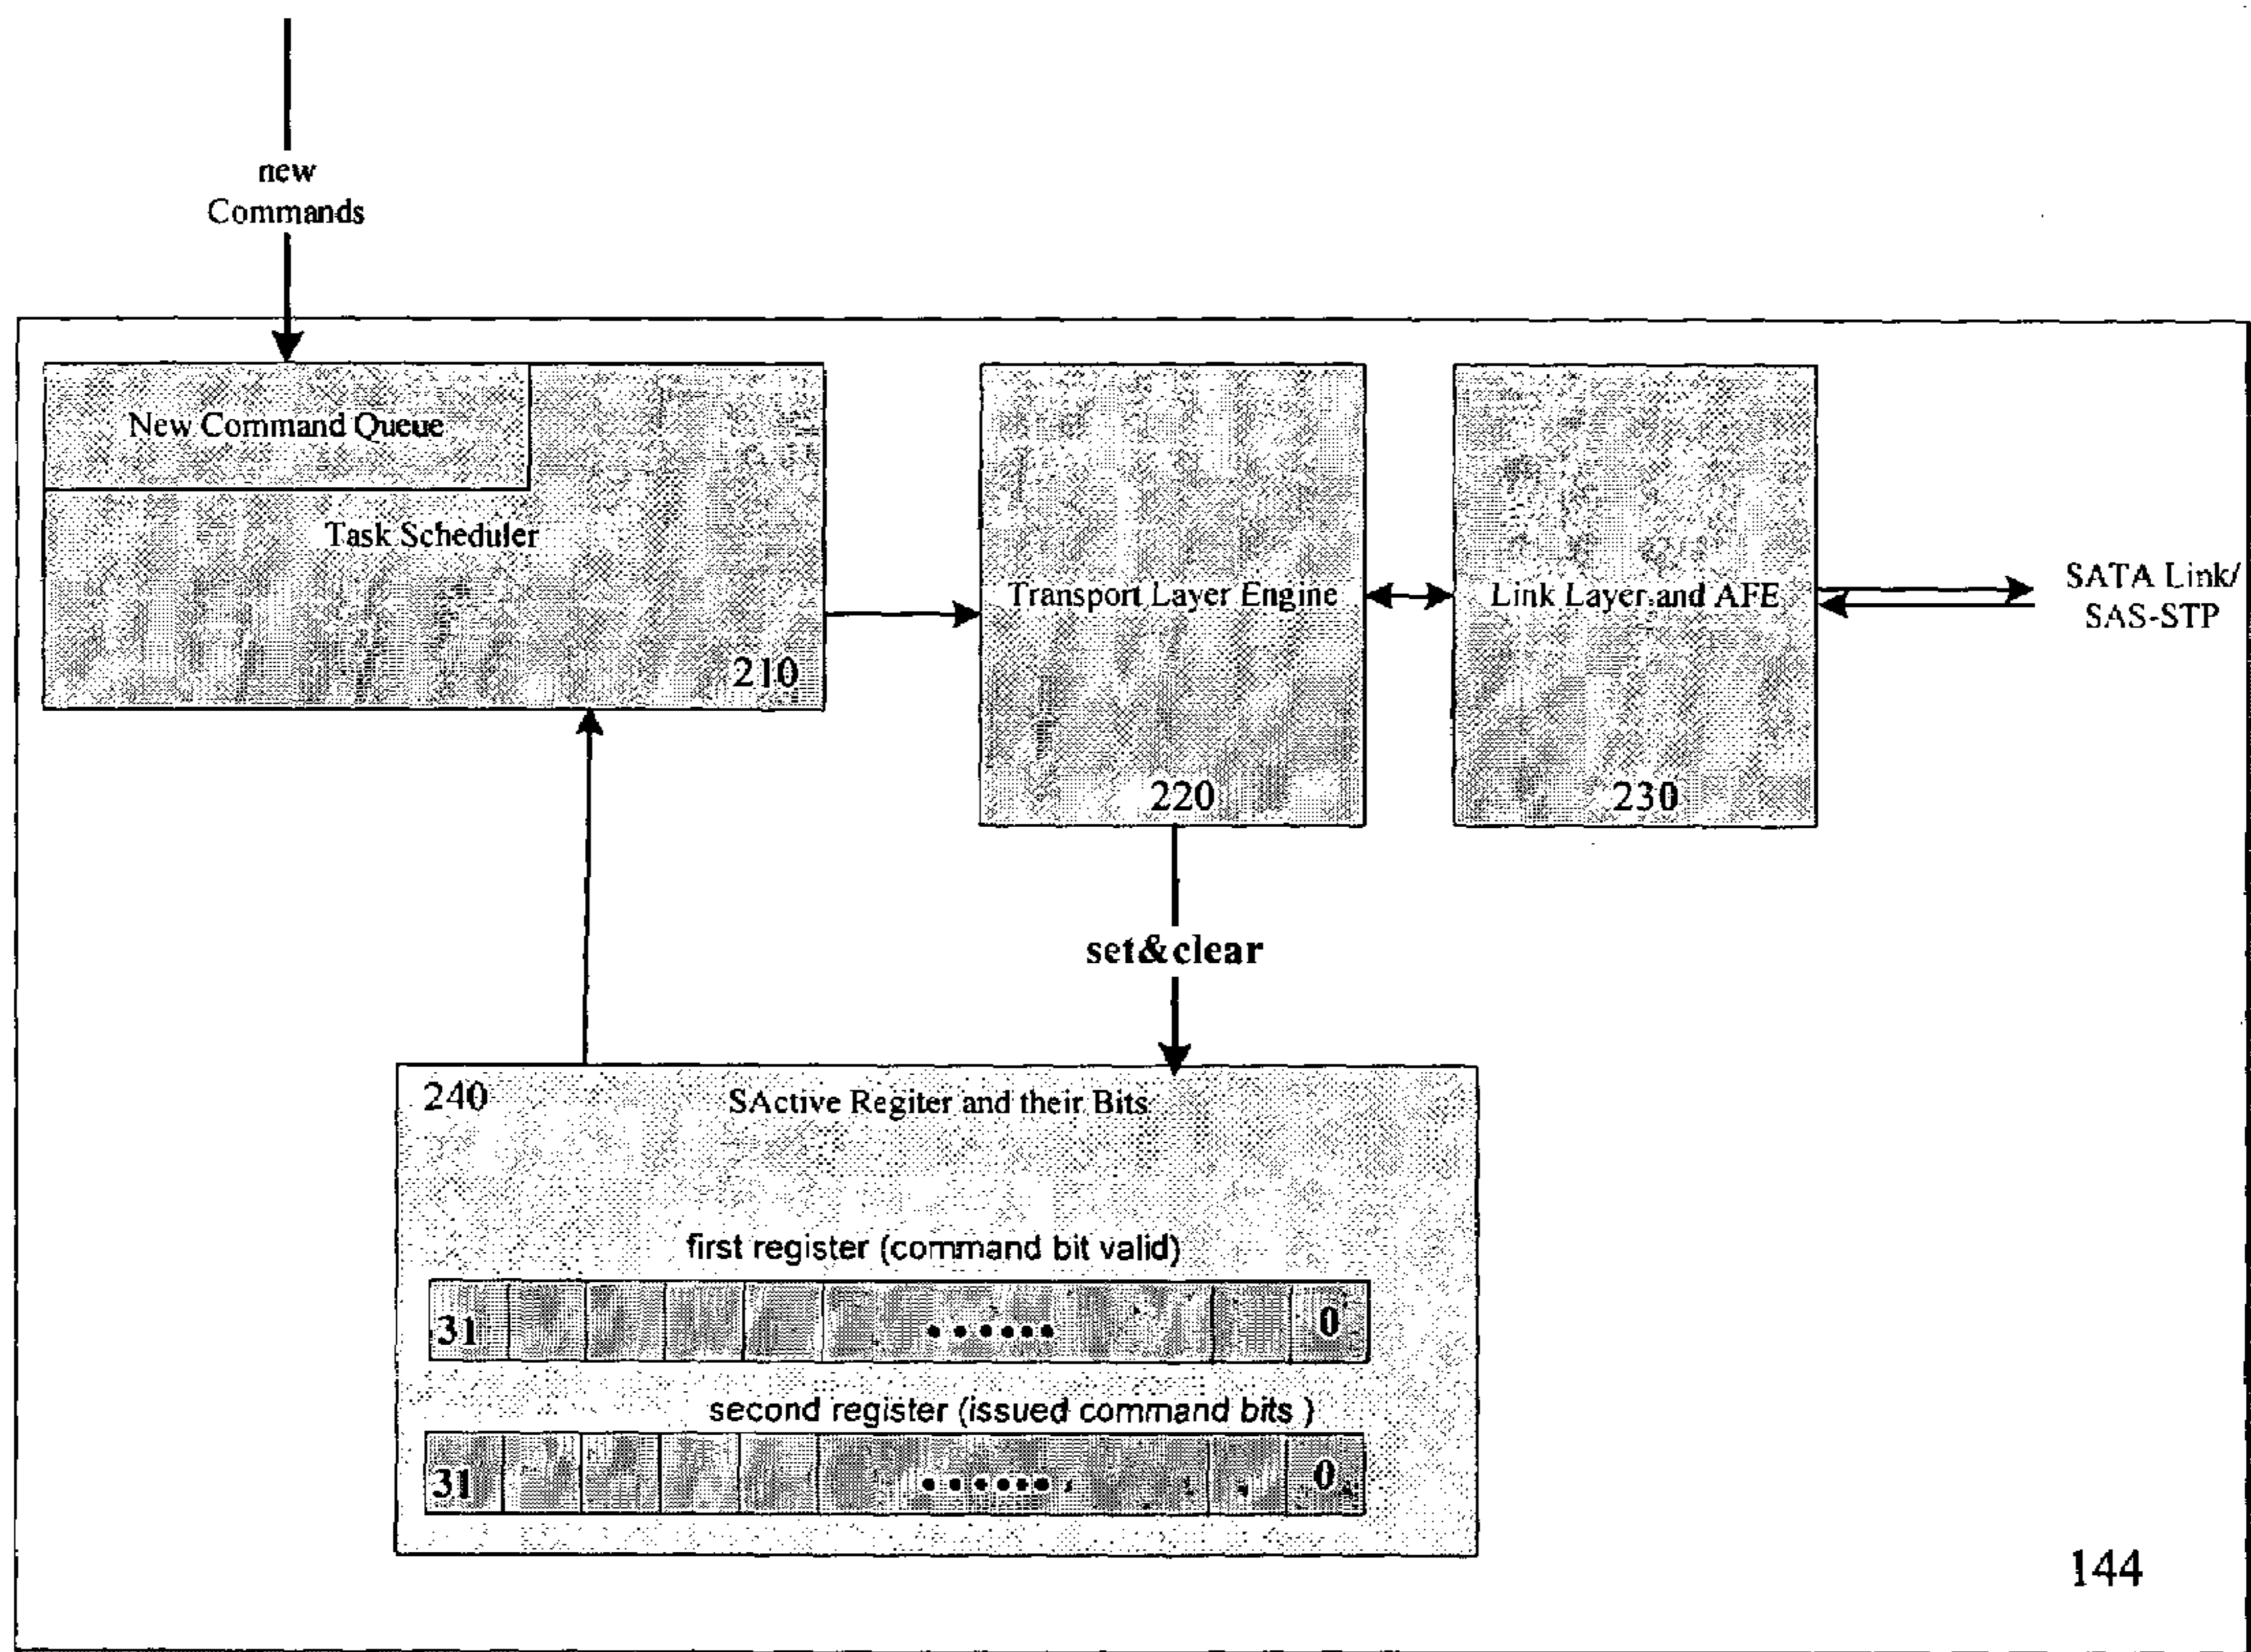 new
Commands
New Command Queue
Task Scheduler
210
Transport Layer Engine
220
Link Layer and AFE
230
SATA Link/
SAS-STP
set&clear
240
SActive Regiter and their Bits
first register (command bit valid)
31 ...... 0
second register (issued command bits )
31 ...... 0
144